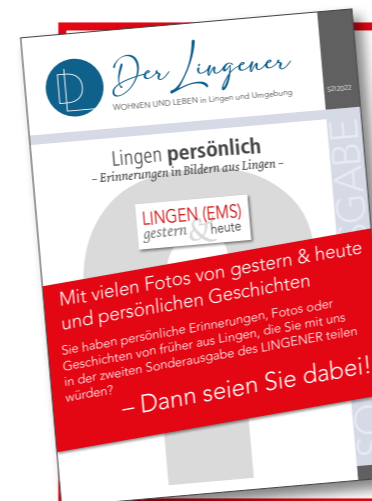 Der Lingener
WOHNEN UND LEBEN in Lingen und Umgebung
SZ|2022
Lingen persönlich
– Erinnerungen in Bildern aus Lingen –
LINGEN (EMS)
gestern & heute
Mit vielen Fotos von gestern & heute
und persönlichen Geschichten
Sie haben persönliche Erinnerungen, Fotos oder
Geschichten von früher aus Lingen, die Sie mit uns
in der zweiten Sonderausgabe des LINGENER teilen
würden?
– Dann seien Sie dabei!